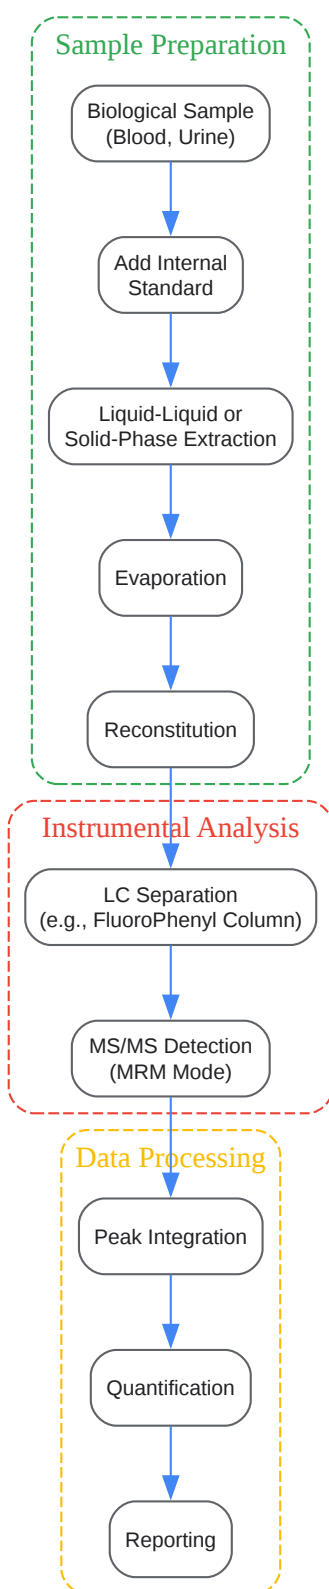 Sample Preparation
Biological Sample
(Blood, Urine)
Add Internal
Standard
Liquid-Liquid or
Solid-Phase Extraction
Evaporation
Reconstitution
Instrumental Analysis
LC Separation
(e.g., FluoroPhenyl Column)
MS/MS Detection
(MRM Mode)
Data Processing
Peak Integration
Quantification
Reporting